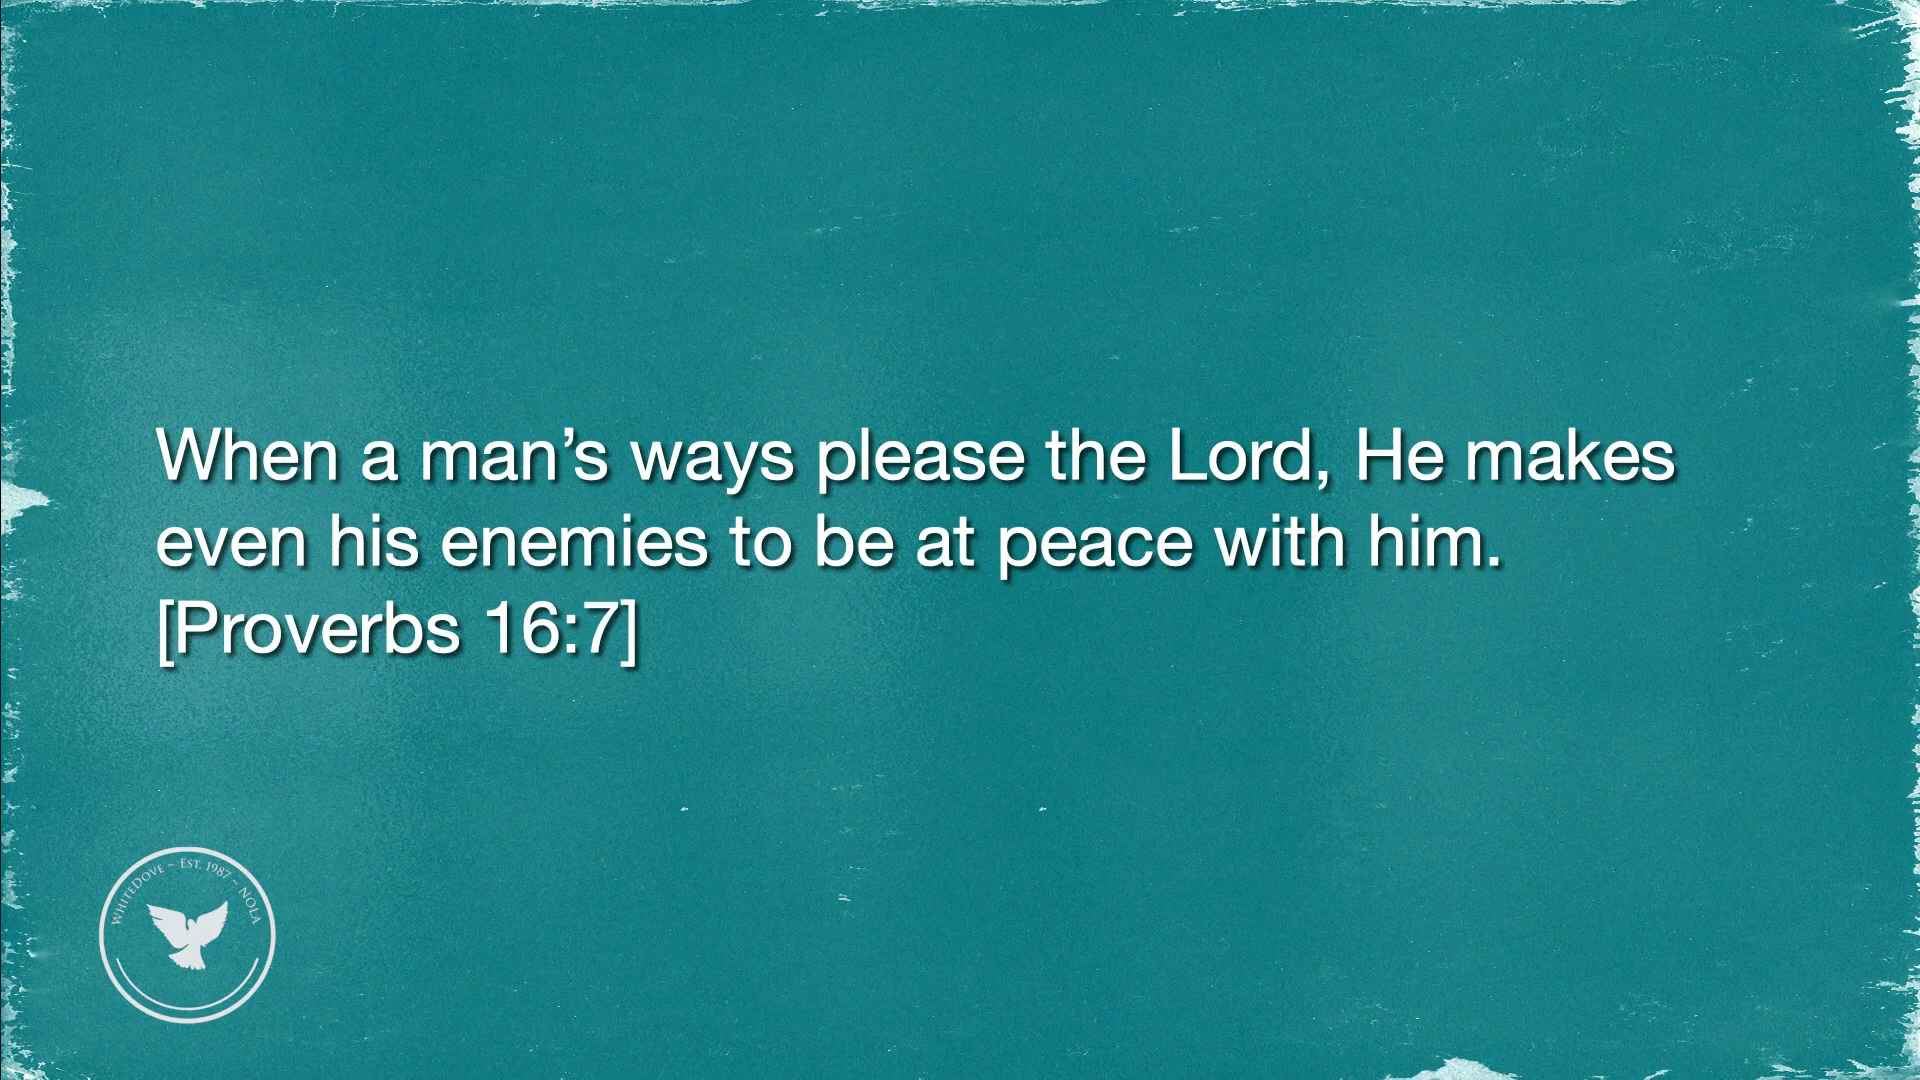 When a man’s ways please the Lord, He makes
even his enemies to be at peace with him.
[Proverbs 16:7]
WHITEDOVE ~ EST. 1987 ~ NOLA